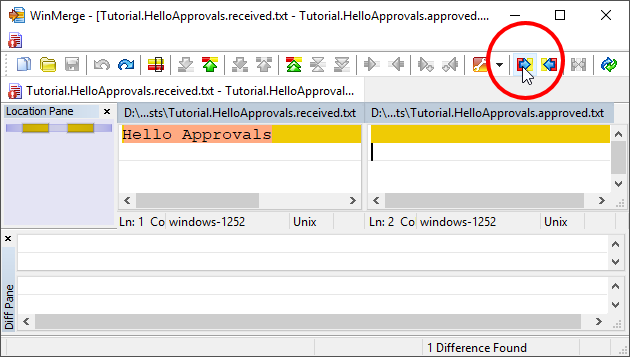 WinMerge - [Tutorial.HelloApprovals.received.txt - Tutorial.HelloApprovals.approved....
Tutorial.HelloApprovals.received.txt - Tutorial.HelloApproval...
Location Pane
D:\...sts\Tutorial.HelloApprovals.received.txt
D:\...ts\Tutorial.HelloApprovals.approved.txt
Hello Approvals
Ln: 1 Co windows-1252 Unix
Ln: 2 Co windows-1252 Unix
Diff Pane
1 Difference Found